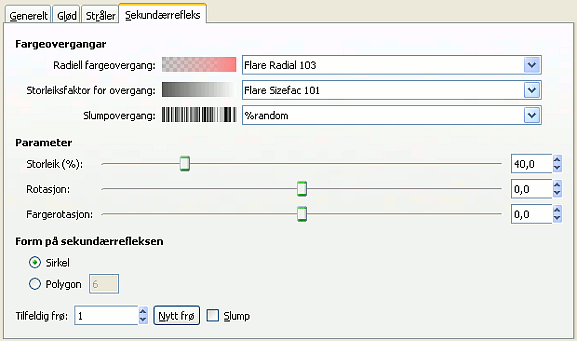 Generelt Glød Stråler Sekundærrefleks
Fargeovergangar
Radiell fargeovergang: Flare Radial 103
Storleiksfaktor for overgang: Flare Sizefac 101
Slumpovergang: %random
Parameter
Storleik (%): 40,0
Rotasjon: 0,0
Fargerotasjon: 0,0
Form på sekundærrefleksen
Sirkel
Polygon 6
Tilfeldig frø: 1 Nytt frø Slump